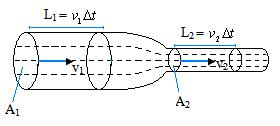 L₁ = v₁Δt
L₂ = v₂Δt
v₁
v₂
A₁
A₂